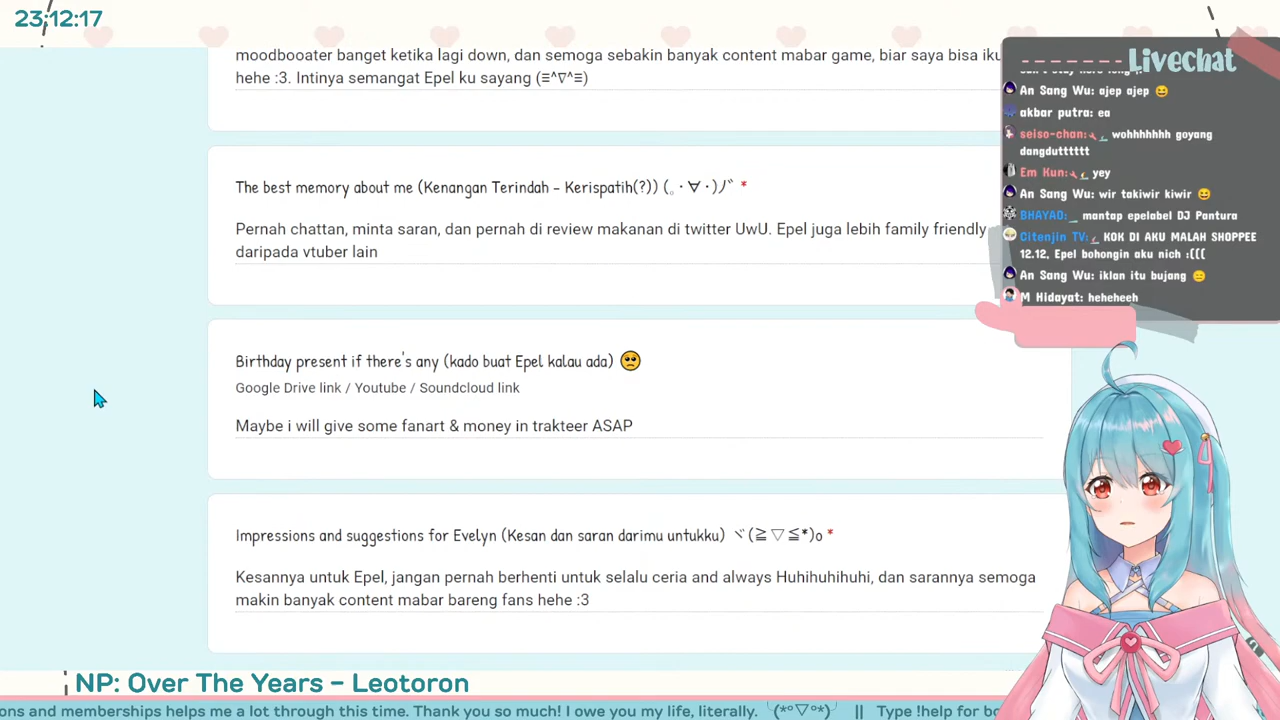 23:12:17
moodbooater banget ketika lagi down, dan semoga sebakin banyak content mabar game, biar saya bisa iku
hehe :3. Intinya semangat Epel ku sayang (≡^∇^≡)
The best memory about me (Kenangan Terindah - Kerispatih(?)) (｡･∀･)ﾉﾞ *
Pernah chattan, minta saran, dan pernah di review makanan di twitter UwU. Epel juga lebih family friendly
daripada vtuber lain
Birthday present if there's any (kado buat Epel kalau ada) 🥺
Google Drive link / Youtube / Soundcloud link
Maybe i will give some fanart & money in trakteer ASAP
Impressions and suggestions for Evelyn (Kesan dan saran darimu untukku) ヾ(≧▽≦*)o *
Kesannya untuk Epel, jangan pernah berhenti untuk selalu ceria and always Huhihuhihuhi, dan sarannya semoga
makin banyak content mabar bareng fans hehe :3
Livechat
An Sang Wu: ajep ajep 😆
akbar putra: ea
seiso-chan: wohhhhhhh goyang
dangdutttttt
Em Kun: yey
An Sang Wu: wir takiwir kiwir 😆
BHAYAO: mantap epelabel DJ Pantura
Citenjin TV: KOK DI AKU MALAH SHOPPEE
12.12, Epel bohongin aku nich :(((
An Sang Wu: iklan itu bujang 😑
M Hidayat: heheheeh
NP: Over The Years - Leotoron
ons and memberships helps me a lot through this time. Thank you so much! I owe you my life, literally. (*°▽°*) || Type !help for bo